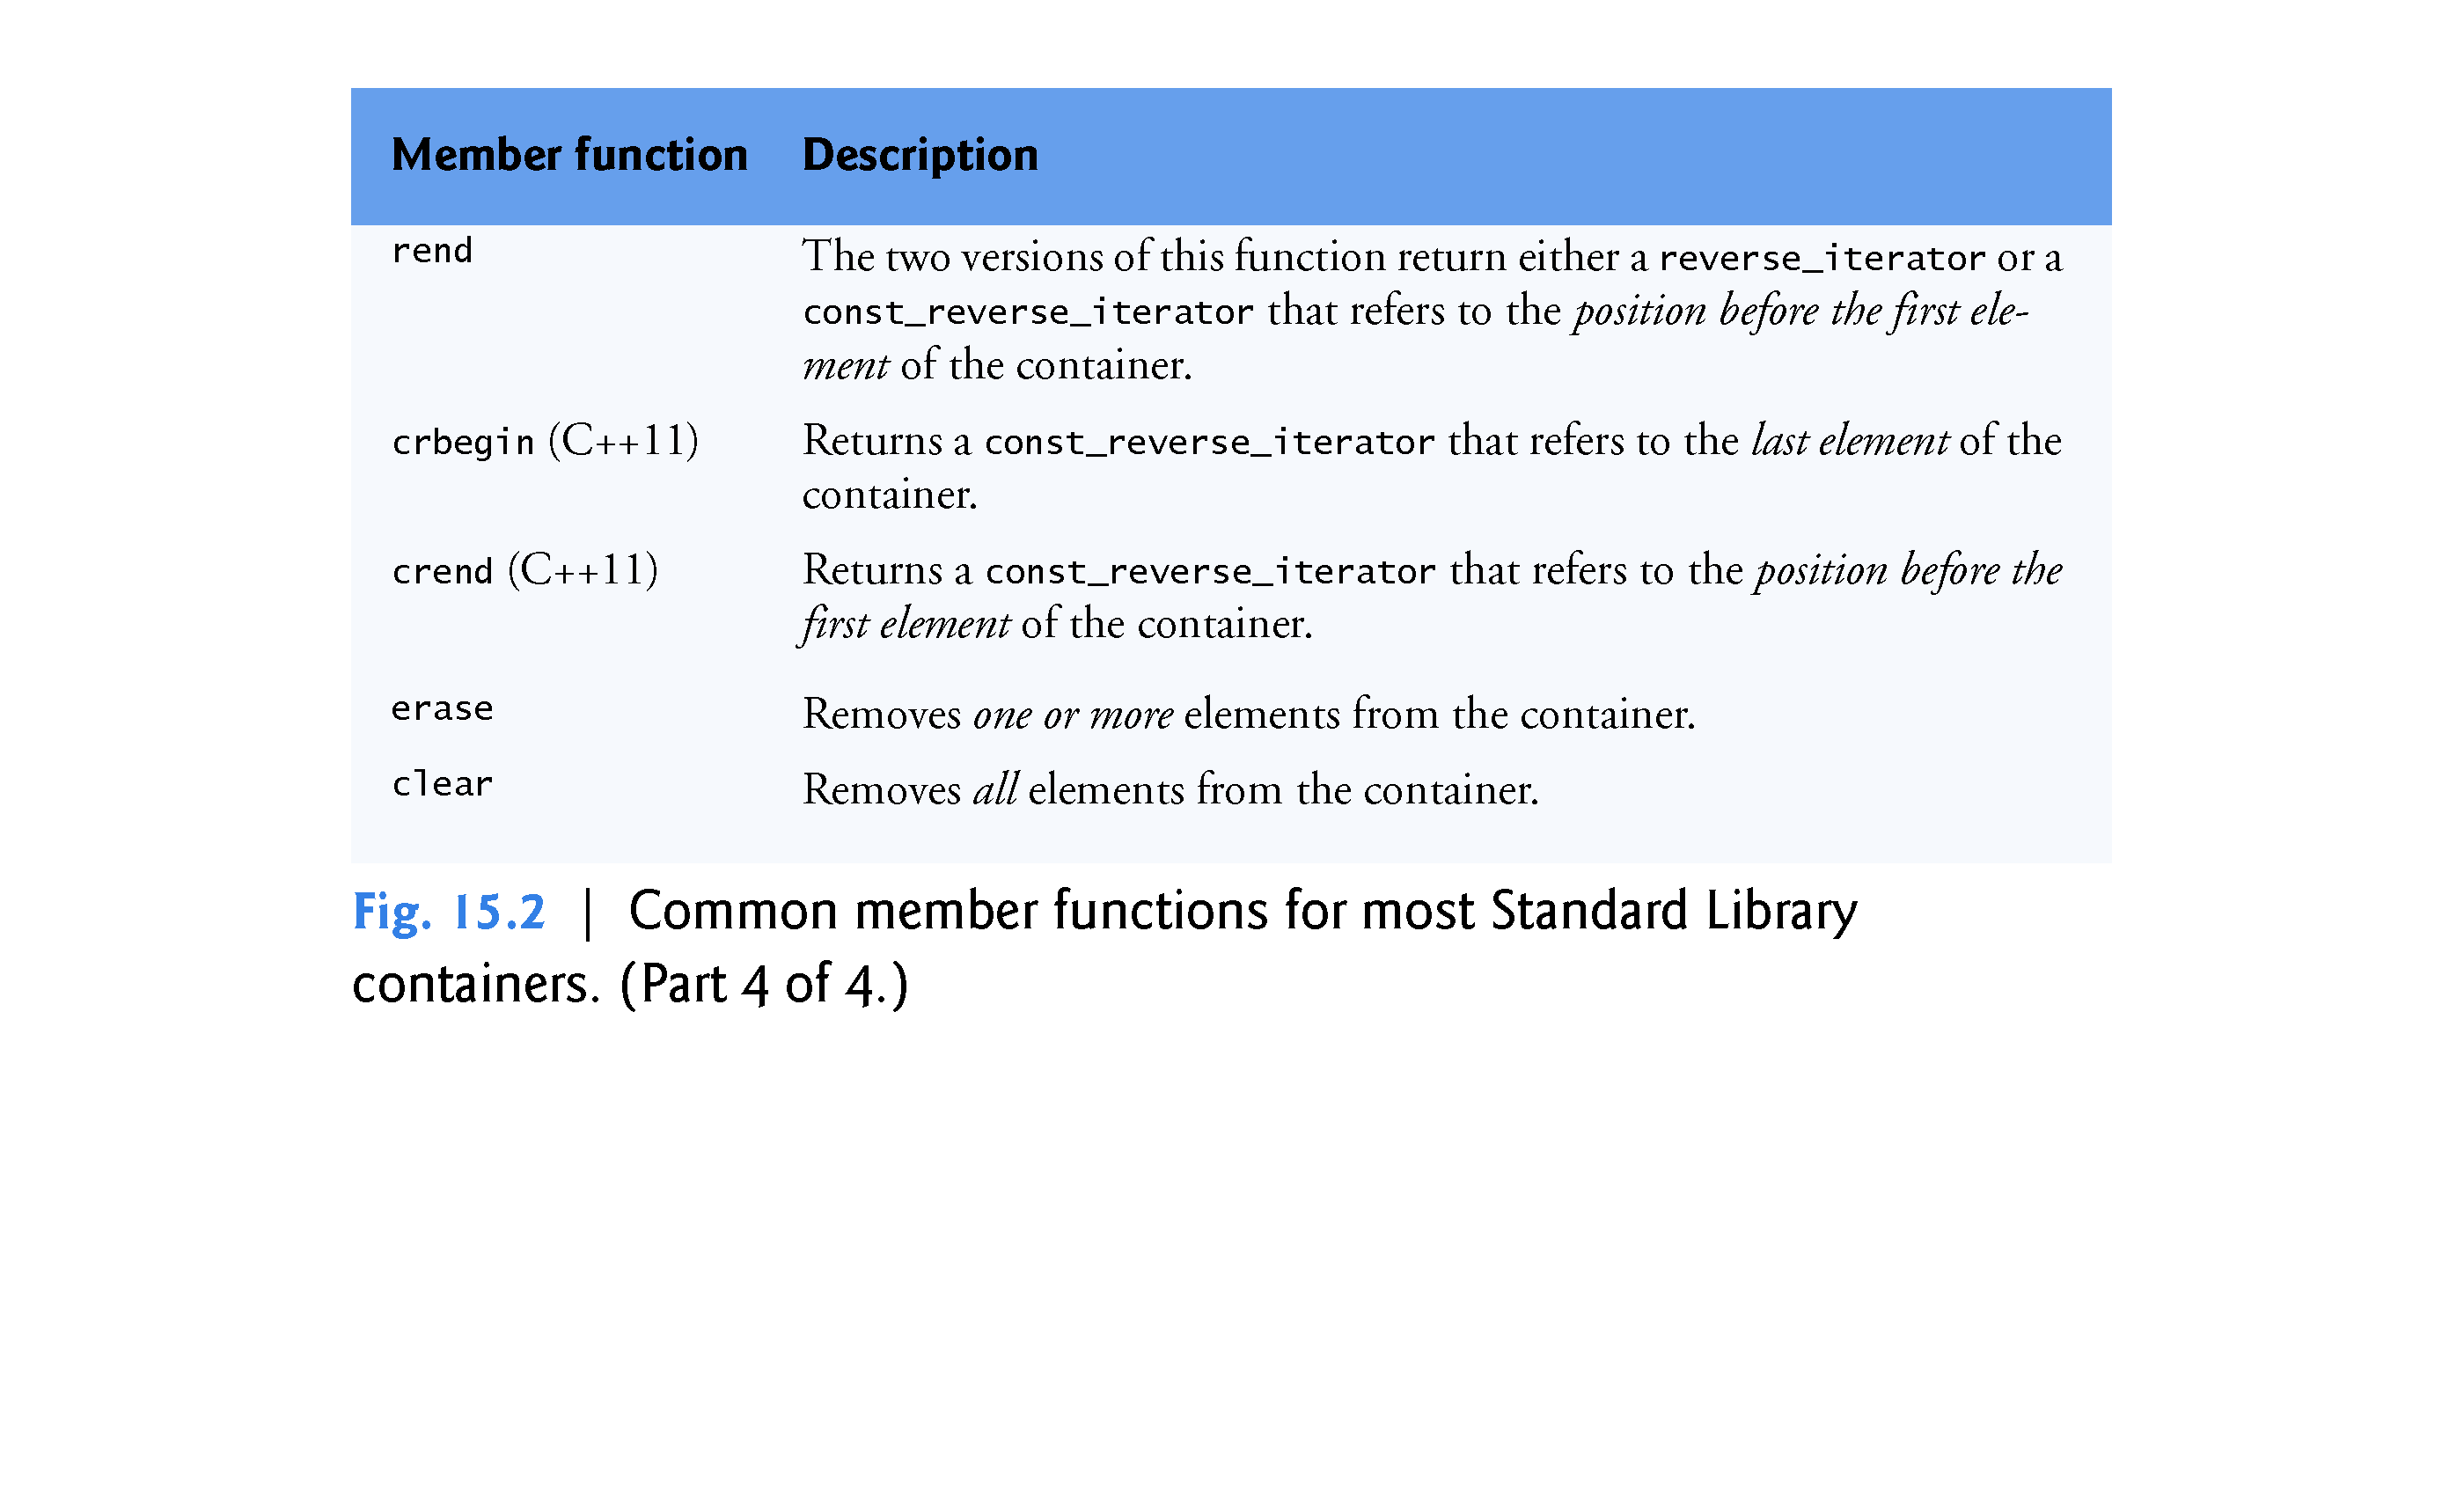 Member function Description
rend The two versions of this function return either a reverse_iterator or a
const_reverse_iterator that refers to the position before the first ele-
ment of the container.
crbegin (C++11) Returns a const_reverse_iterator that refers to the last element of the
container.
crend (C++11) Returns a const_reverse_iterator that refers to the position before the
first element of the container.
erase Removes one or more elements from the container.
clear Removes all elements from the container.
Fig. 15.2 | Common member functions for most Standard Library
containers. (Part 4 of 4.)